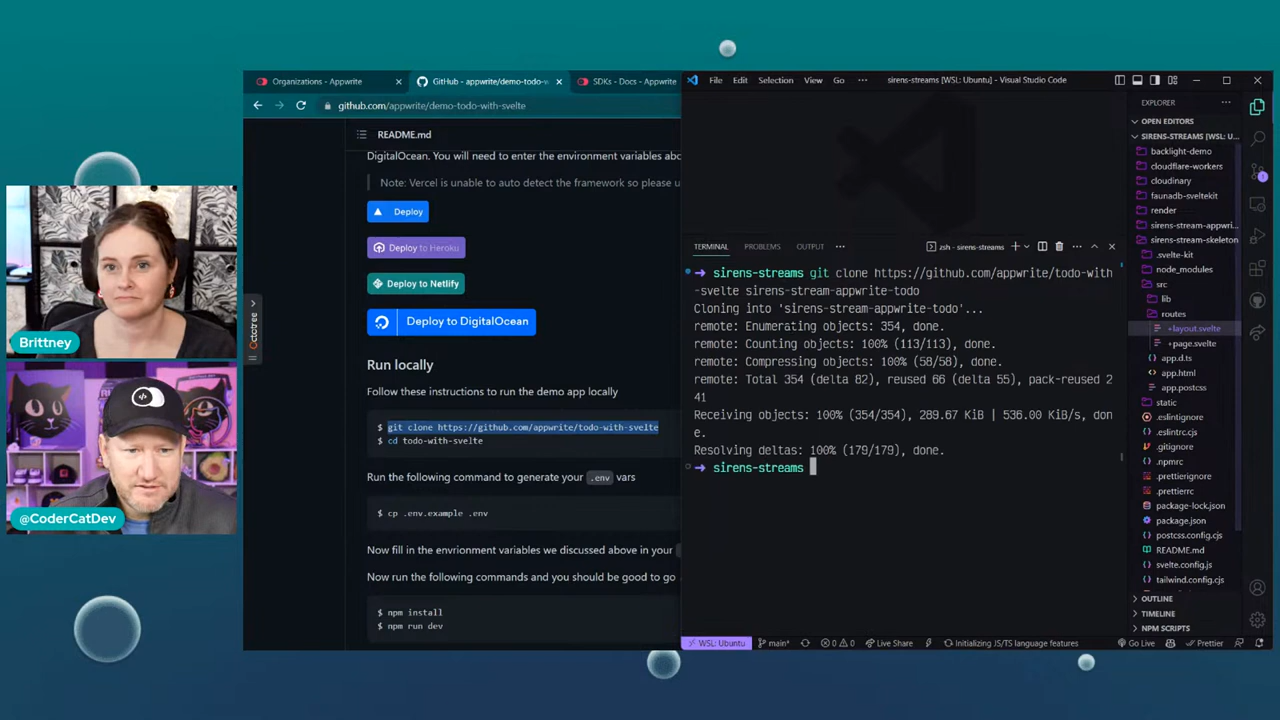 Brittney
@CoderCatDev
Organizations - Appwrite
GitHub - appwrite/demo-todo-w
SDKs - Docs - Appwrite
github.com/appwrite/demo-todo-with-svelte
README.md
DigitalOcean. You will need to enter the environment variables abo
Note: Vercel is unable to auto detect the framework so please u
Deploy
Deploy to Heroku
Deploy to Netlify
Deploy to DigitalOcean
Octotree
Run locally
Follow these instructions to run the demo app locally
$ git clone https://github.com/appwrite/todo-with-svelte
$ cd todo-with-svelte
Run the following command to generate your .env vars
$ cp .env.example .env
Now fill in the envrionment variables we discussed above in your
Now run the following commands and you should be good to go
$ npm install
$ npm run dev
File Edit Selection View Go ···
sirens-streams [WSL: Ubuntu] - Visual Studio Code
TERMINAL PROBLEMS OUTPUT ···
zsh - sirens-streams
→ sirens-streams git clone https://github.com/appwrite/todo-with
-svelte sirens-stream-appwrite-todo
Cloning into 'sirens-stream-appwrite-todo'...
remote: Enumerating objects: 354, done.
remote: Counting objects: 100% (113/113), done.
remote: Compressing objects: 100% (58/58), done.
remote: Total 354 (delta 82), reused 66 (delta 55), pack-reused 2
41
Receiving objects: 100% (354/354), 289.67 KiB | 536.00 KiB/s, don
e.
Resolving deltas: 100% (179/179), done.
→ sirens-streams
EXPLORER
OPEN EDITORS
SIRENS-STREAMS [WSL: U...
backlight-demo
cloudflare-workers
cloudinary
faunadb-sveltekit
render
sirens-stream-appwri...
sirens-stream-skeleton
.svelte-kit
node_modules
src
lib
routes
+layout.svelte
+page.svelte
app.d.ts
app.html
app.postcss
static
.eslintignore
.eslintrc.cjs
.gitignore
.npmrc
.prettierignore
.prettierrc
package-lock.json
package.json
postcss.config.cjs
README.md
svelte.config.js
tailwind.config.cjs
OUTLINE
TIMELINE
NPM SCRIPTS
1
WSL: Ubuntu
main*
0 0
Live Share
Initializing JS/TS language features
Go Live
Prettier